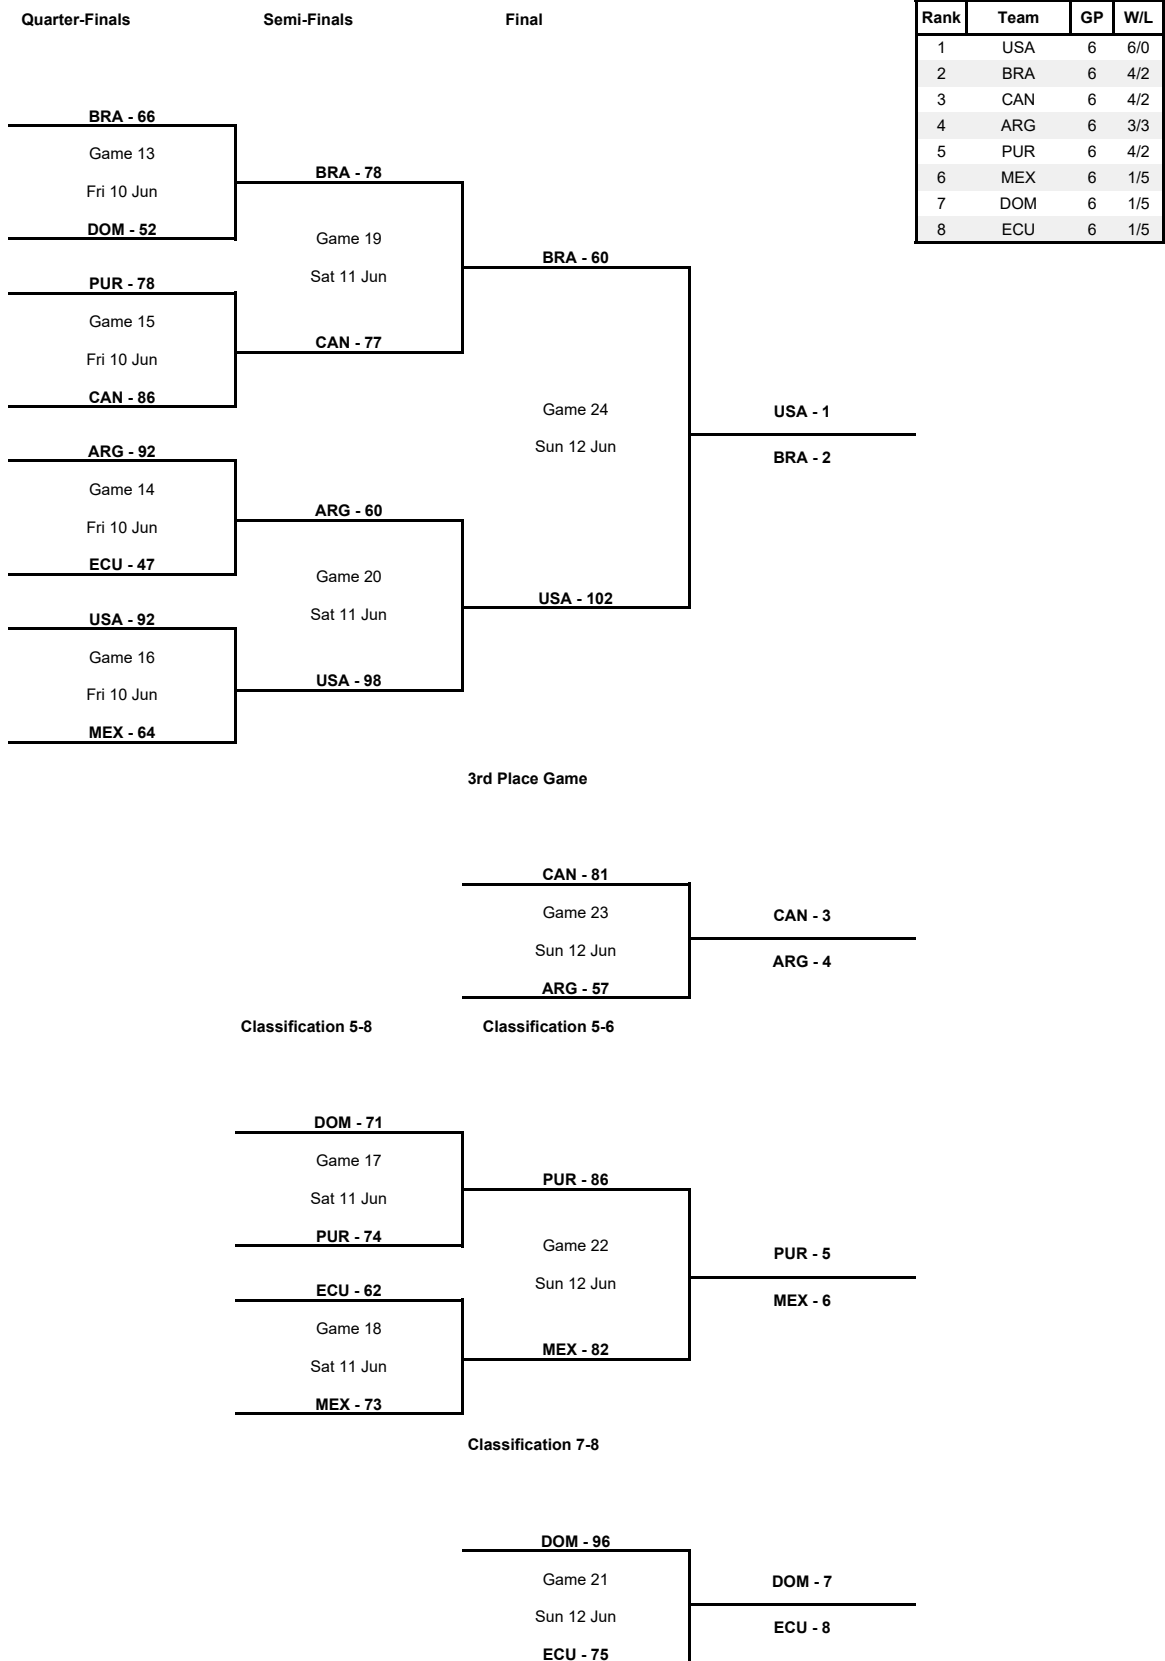 Quarter-Finals Semi-Finals Final
Rank Team GP W/L
1 USA 6 6/0
2 BRA 6 4/2
3 CAN 6 4/2
4 ARG 6 3/3
5 PUR 6 4/2
6 MEX 6 1/5
7 DOM 6 1/5
8 ECU 6 1/5
BRA - 66
Game 13
Fri 10 Jun
DOM - 52
PUR - 78
Game 15
Fri 10 Jun
CAN - 86
ARG - 92
Game 14
Fri 10 Jun
ECU - 47
USA - 92
Game 16
Fri 10 Jun
MEX - 64
BRA - 78
Game 19
Sat 11 Jun
CAN - 77
ARG - 60
Game 20
Sat 11 Jun
USA - 98
BRA - 60
Game 24
Sun 12 Jun
USA - 102
USA - 1
BRA - 2
3rd Place Game
CAN - 81
Game 23
Sun 12 Jun
ARG - 57
CAN - 3
ARG - 4
Classification 5-8 Classification 5-6
DOM - 71
Game 17
Sat 11 Jun
PUR - 74
ECU - 62
Game 18
Sat 11 Jun
MEX - 73
PUR - 86
Game 22
Sun 12 Jun
MEX - 82
PUR - 5
MEX - 6
Classification 7-8
DOM - 96
Game 21
Sun 12 Jun
ECU - 75
DOM - 7
ECU - 8